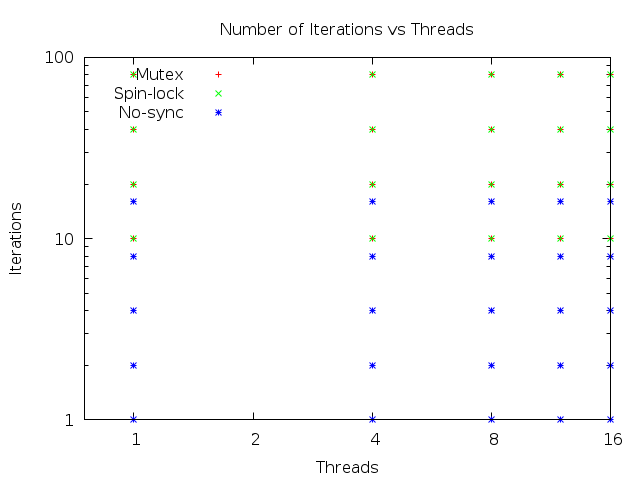 Number of Iterations vs Threads
100
Mutex
Spin-lock
No-sync
Iterations
10
1
1 2 4 8 16
Threads